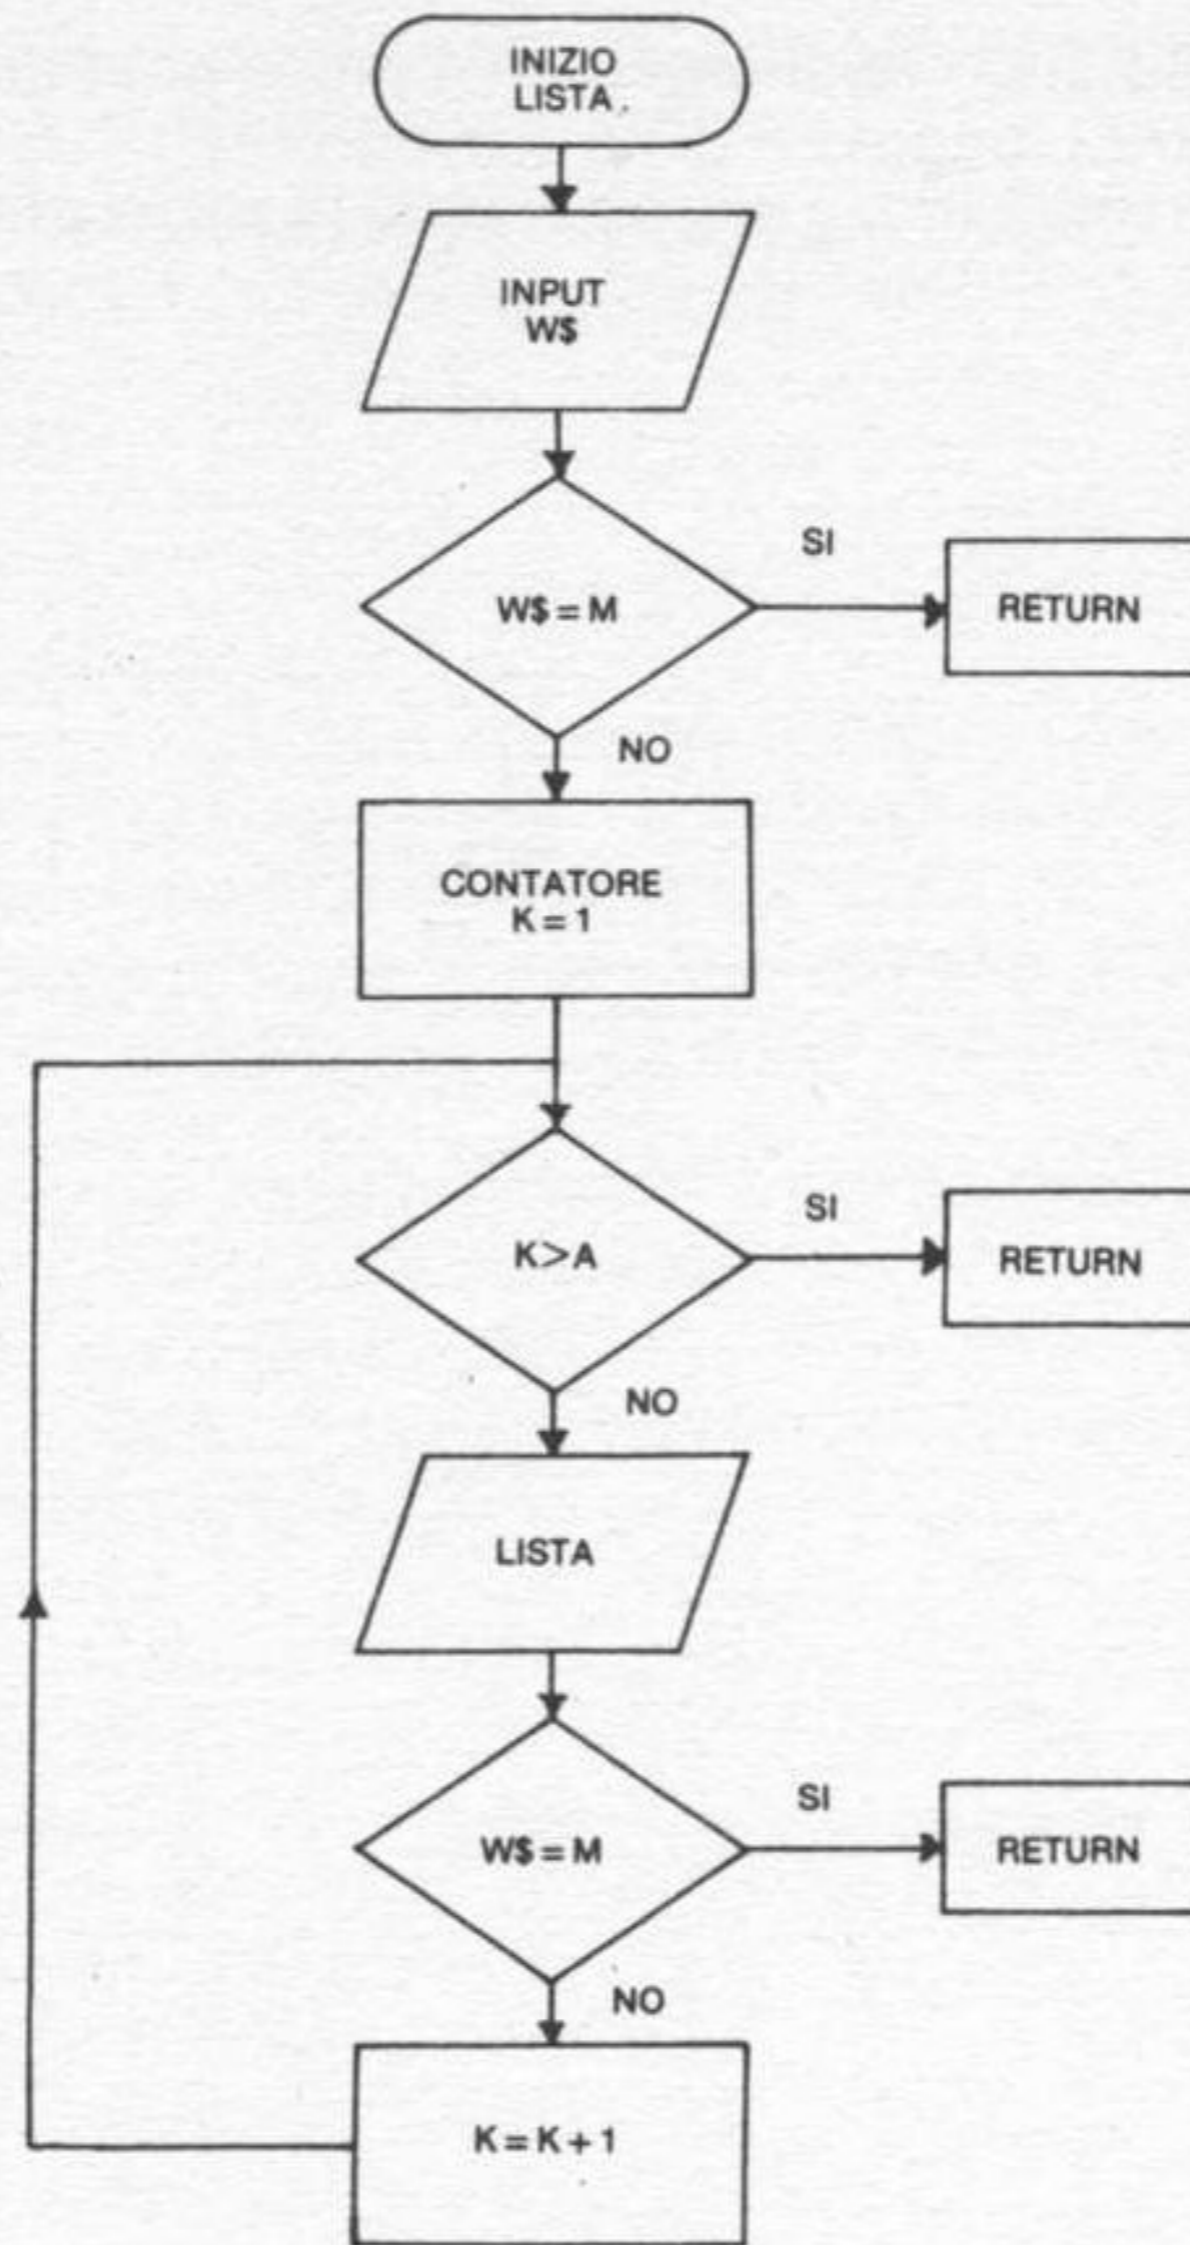 INIZIO
LISTA.
INPUT
W$
W$ = M
SI
RETURN
NO
CONTATORE
K = 1
K>A
SI
RETURN
NO
LISTA
W$ = M
SI
RETURN
NO
K = K + 1